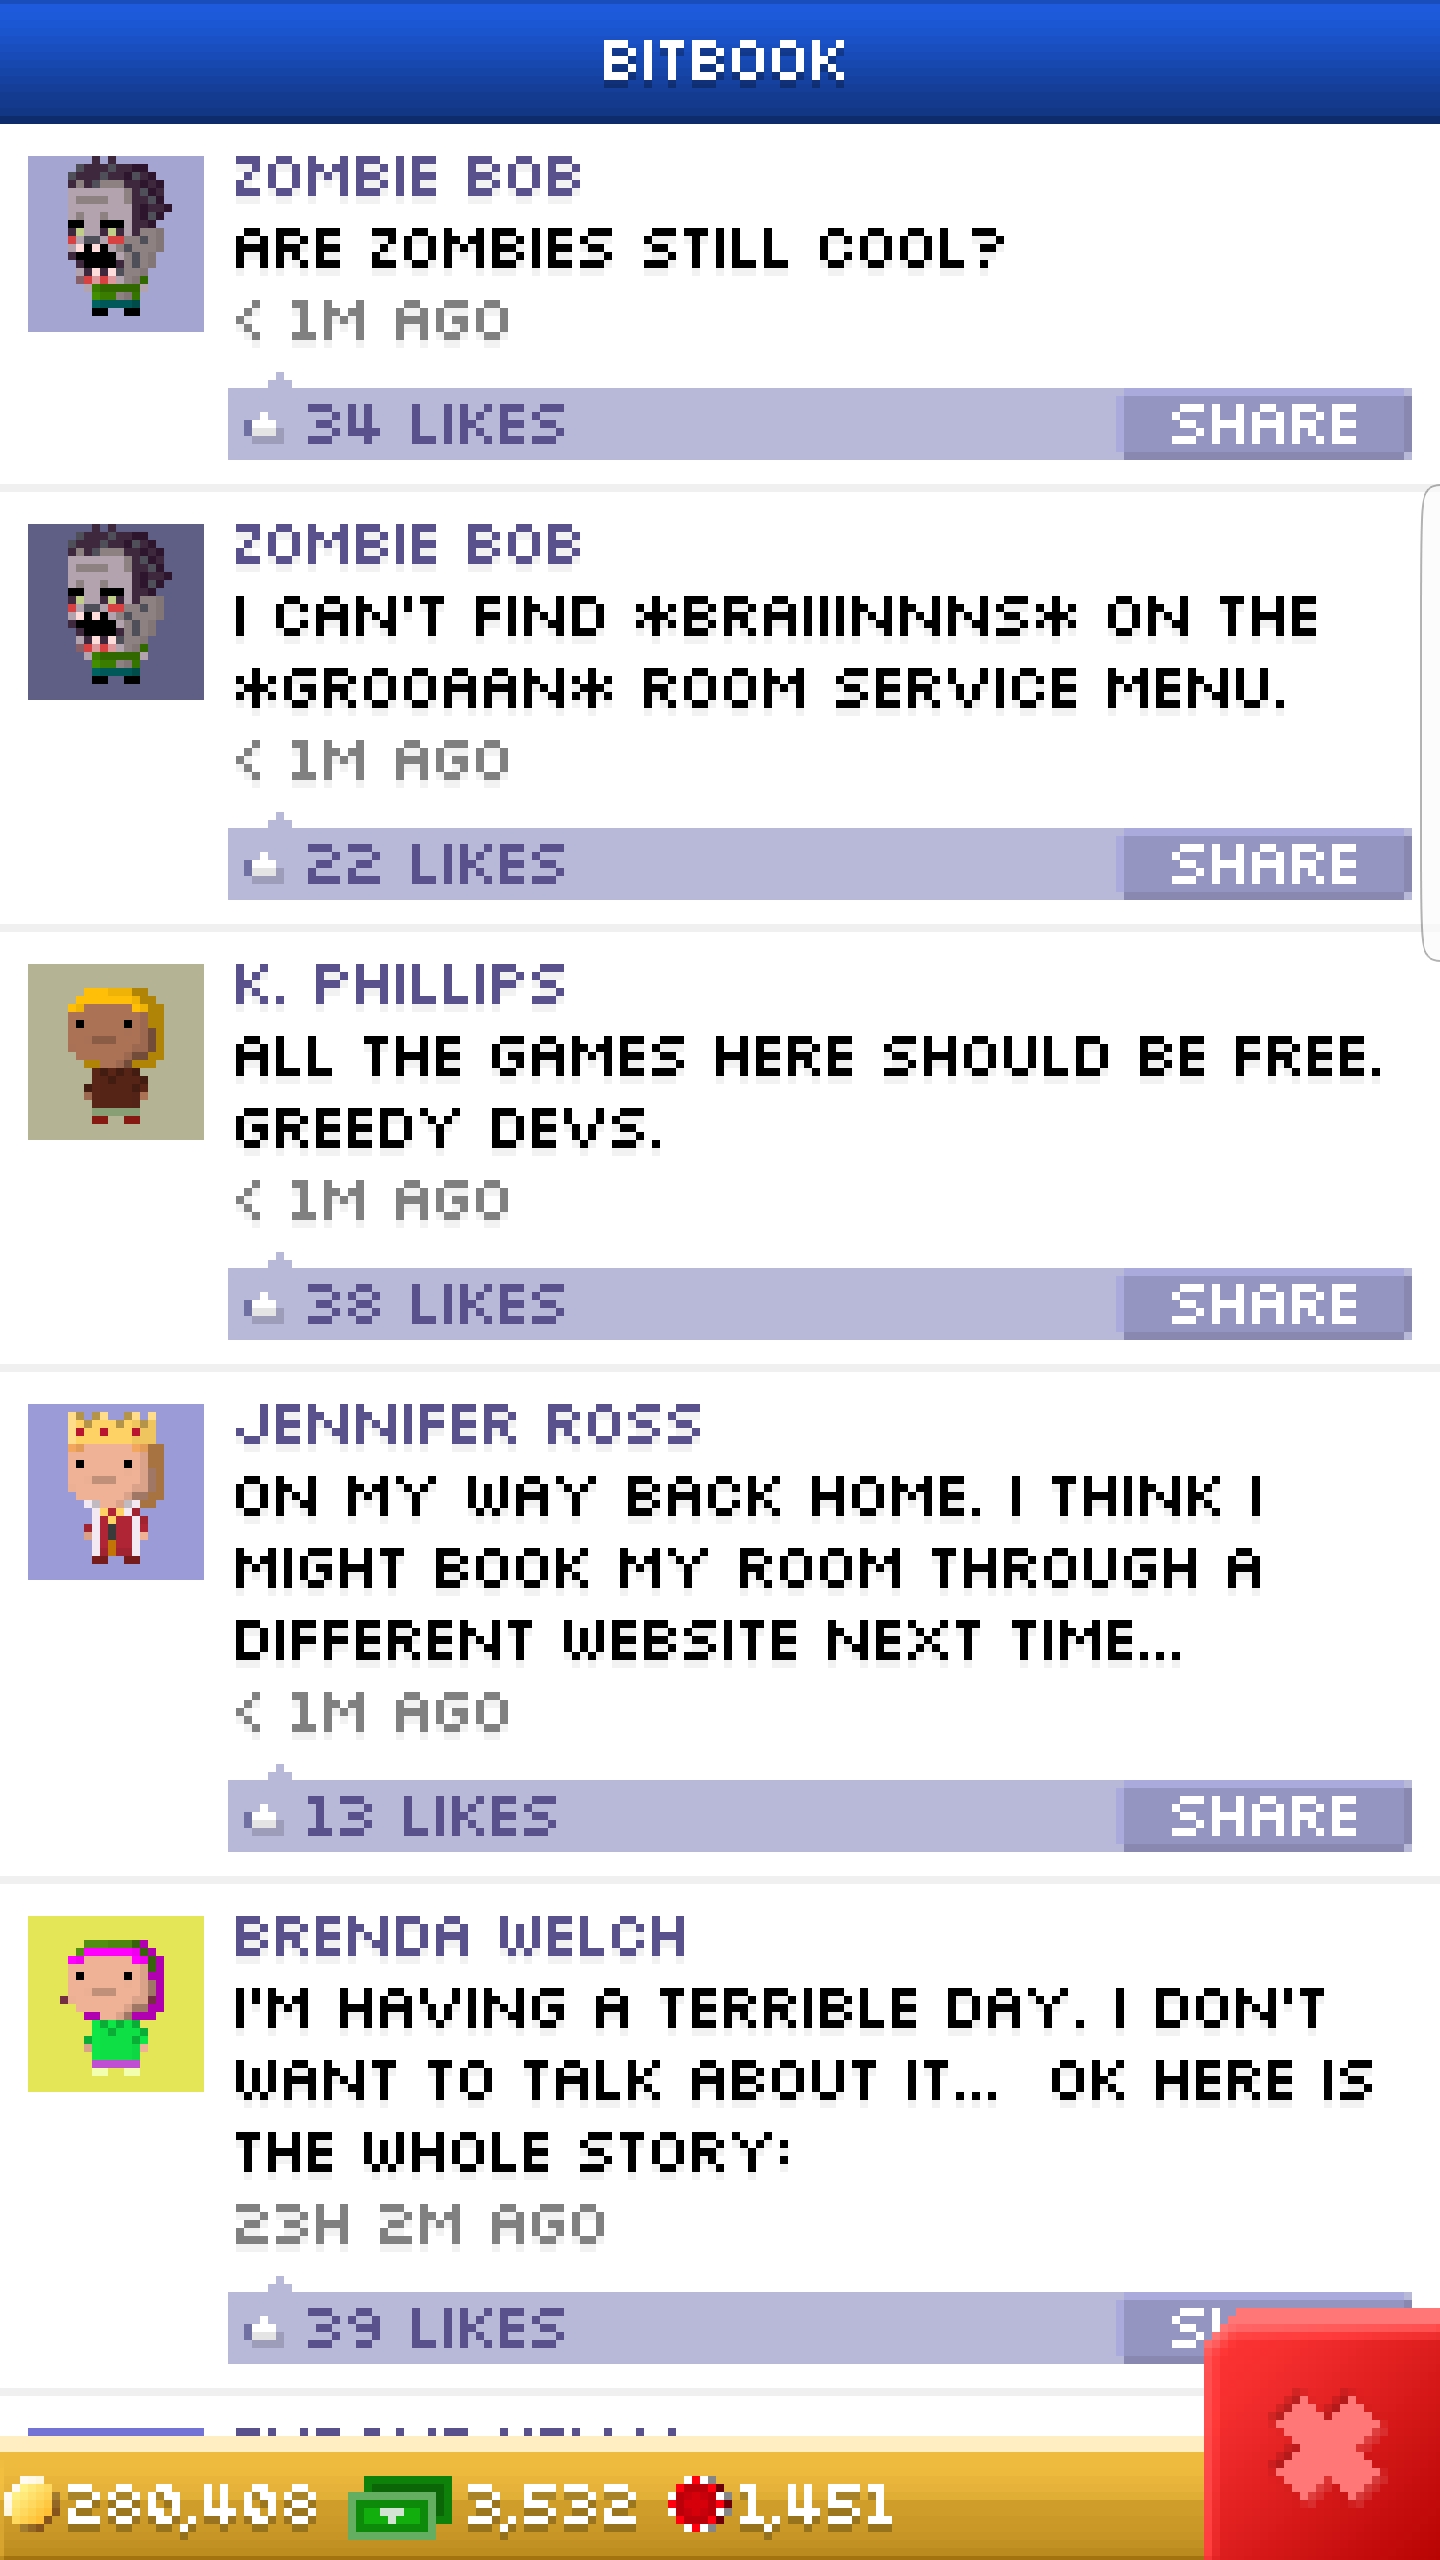 BITBOOK
ZOMBIE BOB
ARE ZOMBIES STILL COOL?
< 1M AGO
34 LIKES
SHARE
ZOMBIE BOB
I CAN'T FIND *BRAIIINNNS* ON THE
*GROOAAN* ROOM SERVICE MENU.
< 1M AGO
22 LIKES
SHARE
K. PHILLIPS
ALL THE GAMES HERE SHOULD BE FREE.
GREEDY DEVS.
< 1M AGO
38 LIKES
SHARE
JENNIFER ROSS
ON MY WAY BACK HOME. I THINK I
MIGHT BOOK MY ROOM THROUGH A
DIFFERENT WEBSITE NEXT TIME...
< 1M AGO
13 LIKES
SHARE
BRENDA WELCH
I'M HAVING A TERRIBLE DAY. I DON'T
WANT TO TALK ABOUT IT... OK HERE IS
THE WHOLE STORY:
23H 2M AGO
39 LIKES
280,408
3,532
1,451